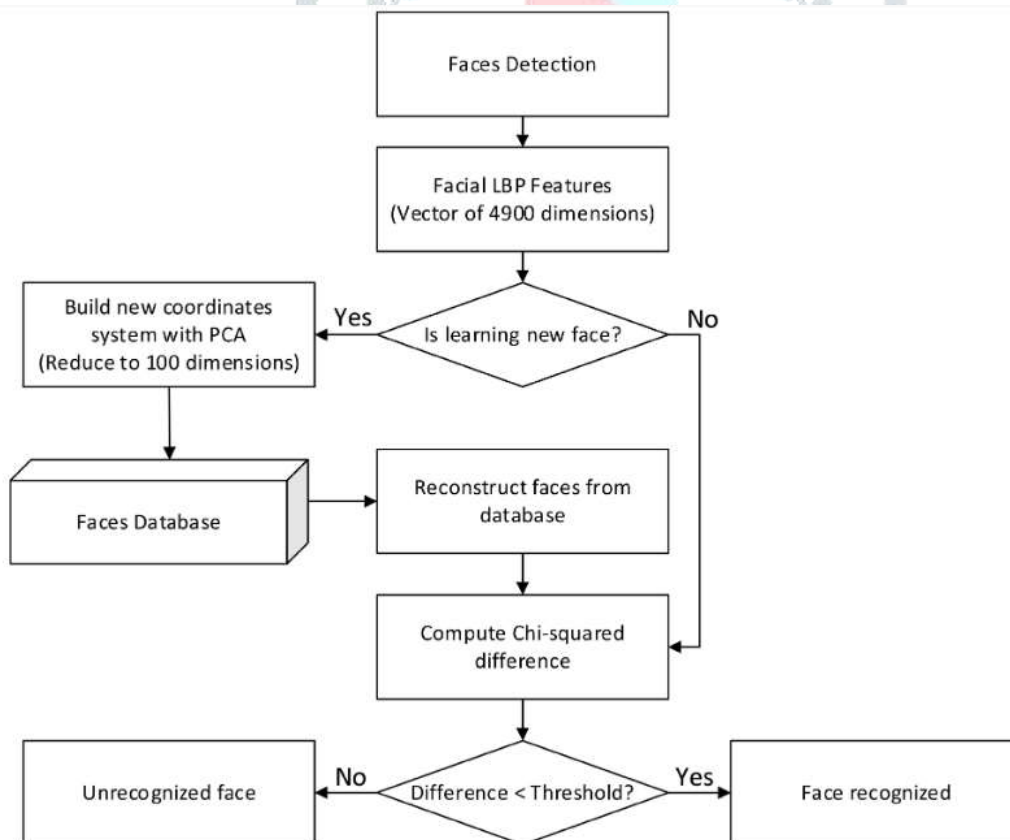 Faces Detection
Facial LBP Features
(Vector of 4900 dimensions)
Build new coordinates
system with PCA
(Reduce to 100 dimensions)
Yes
Is learning new face?
No
Faces Database
Reconstruct faces from
database
Compute Chi-squared
difference
Unrecognized face
No
Difference < Threshold?
Yes
Face recognized